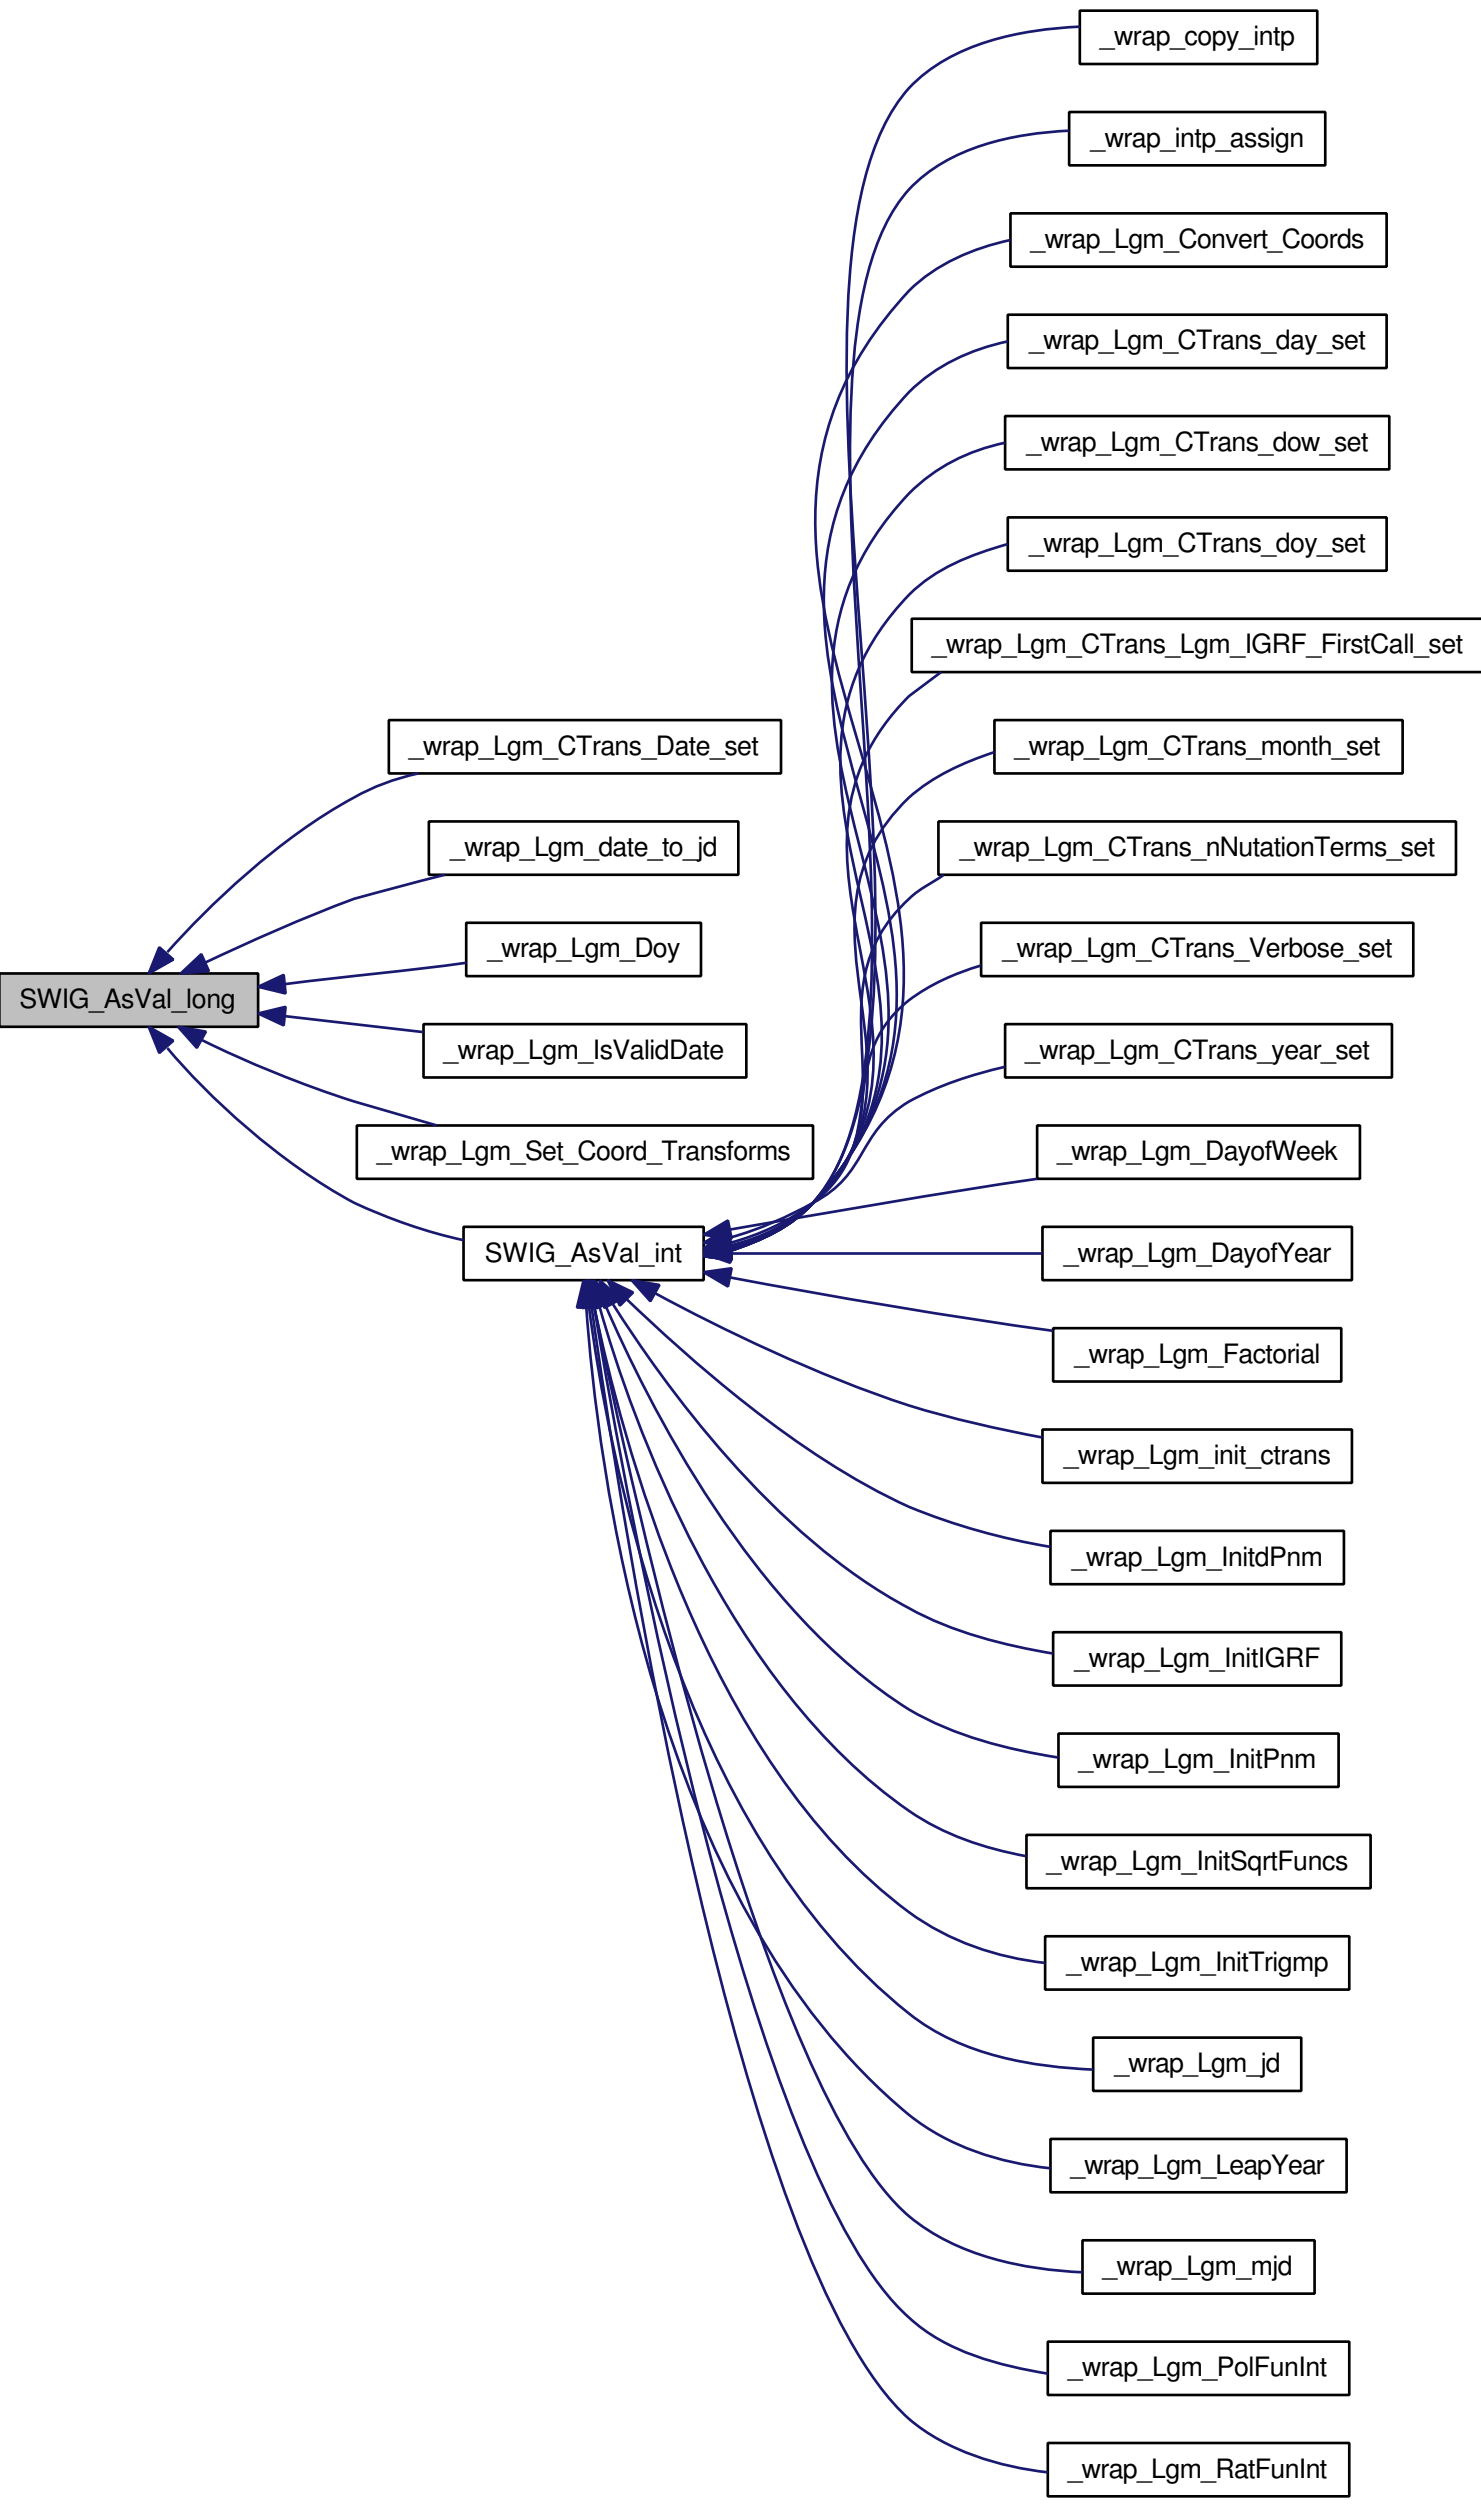 _wrap_copy_intp
_wrap_intp_assign
_wrap_Lgm_Convert_Coords
_wrap_Lgm_CTrans_day_set
_wrap_Lgm_CTrans_dow_set
_wrap_Lgm_CTrans_doy_set
_wrap_Lgm_CTrans_Lgm_IGRF_FirstCall_set
_wrap_Lgm_CTrans_Date_set
_wrap_Lgm_CTrans_month_set
_wrap_Lgm_date_to_jd
_wrap_Lgm_CTrans_nNutationTerms_set
_wrap_Lgm_Doy
_wrap_Lgm_CTrans_Verbose_set
SWIG_AsVal_long
_wrap_Lgm_IsValidDate
_wrap_Lgm_CTrans_year_set
_wrap_Lgm_Set_Coord_Transforms
_wrap_Lgm_DayofWeek
SWIG_AsVal_int
_wrap_Lgm_DayofYear
_wrap_Lgm_Factorial
_wrap_Lgm_init_ctrans
_wrap_Lgm_InitdPnm
_wrap_Lgm_InitIGRF
_wrap_Lgm_InitPnm
_wrap_Lgm_InitSqrtFuncs
_wrap_Lgm_InitTrigmp
_wrap_Lgm_jd
_wrap_Lgm_LeapYear
_wrap_Lgm_mjd
_wrap_Lgm_PolFunInt
_wrap_Lgm_RatFunInt